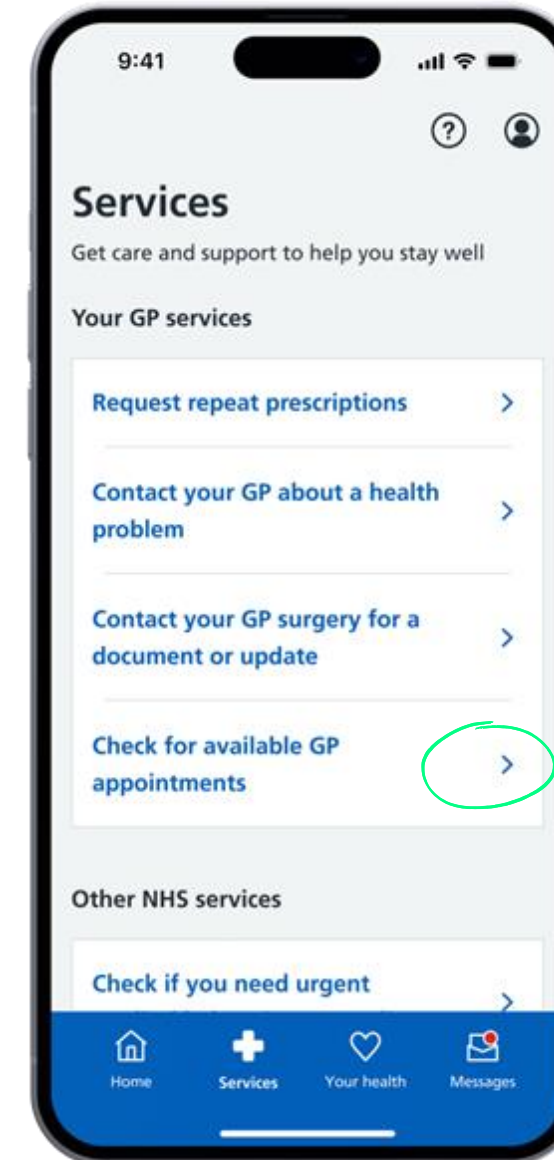 9:41
Services
Get care and support to help you stay well
Your GP services
Request repeat prescriptions
Contact your GP about a health
problem
Contact your GP surgery for a
document or update
Check for available GP
appointments
Other NHS services
Check if you need urgent
Home Services Your health Messages